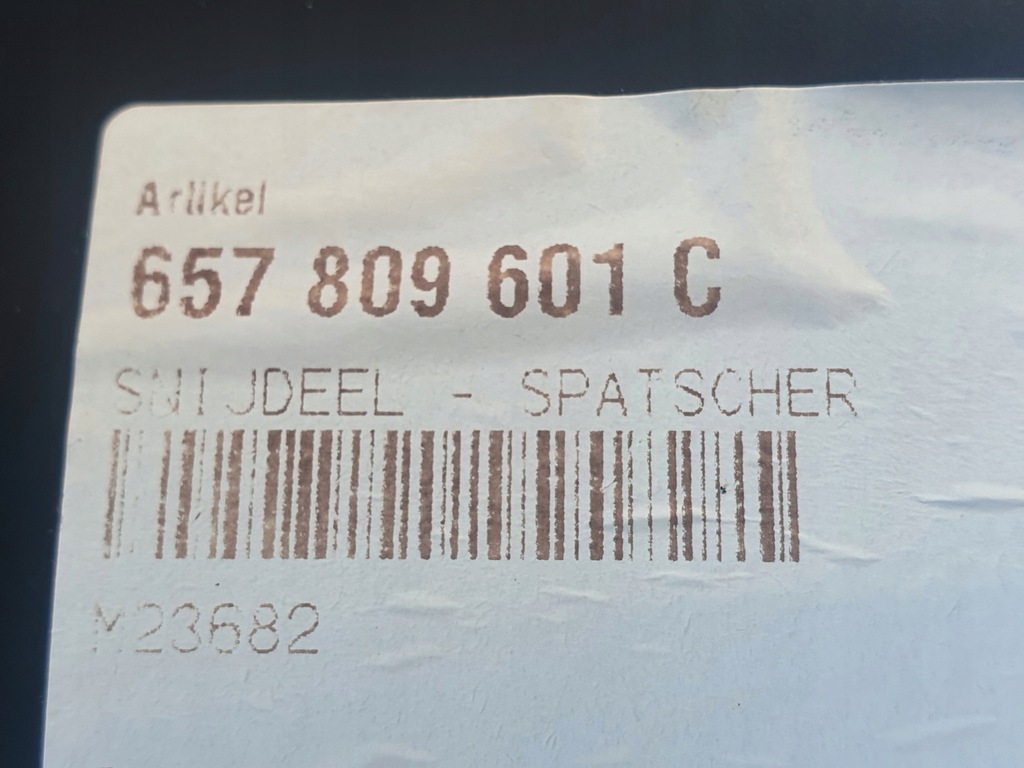 Artikel
657 809 601 C
SNIJDEEL - SPATSCHER
M23682